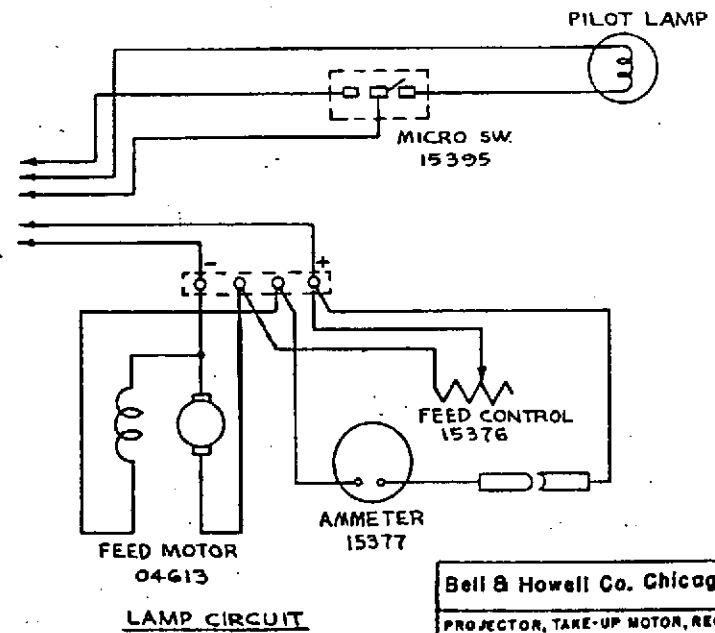 PILOT LAMP
MICRO SW.
15395
- +
FEED CONTROL
15376
AMMETER
15377
FEED MOTOR
04613
LAMP CIRCUIT
Bell & Howell Co. Chicag
PROJECTOR, TAKE-UP MOTOR, REC